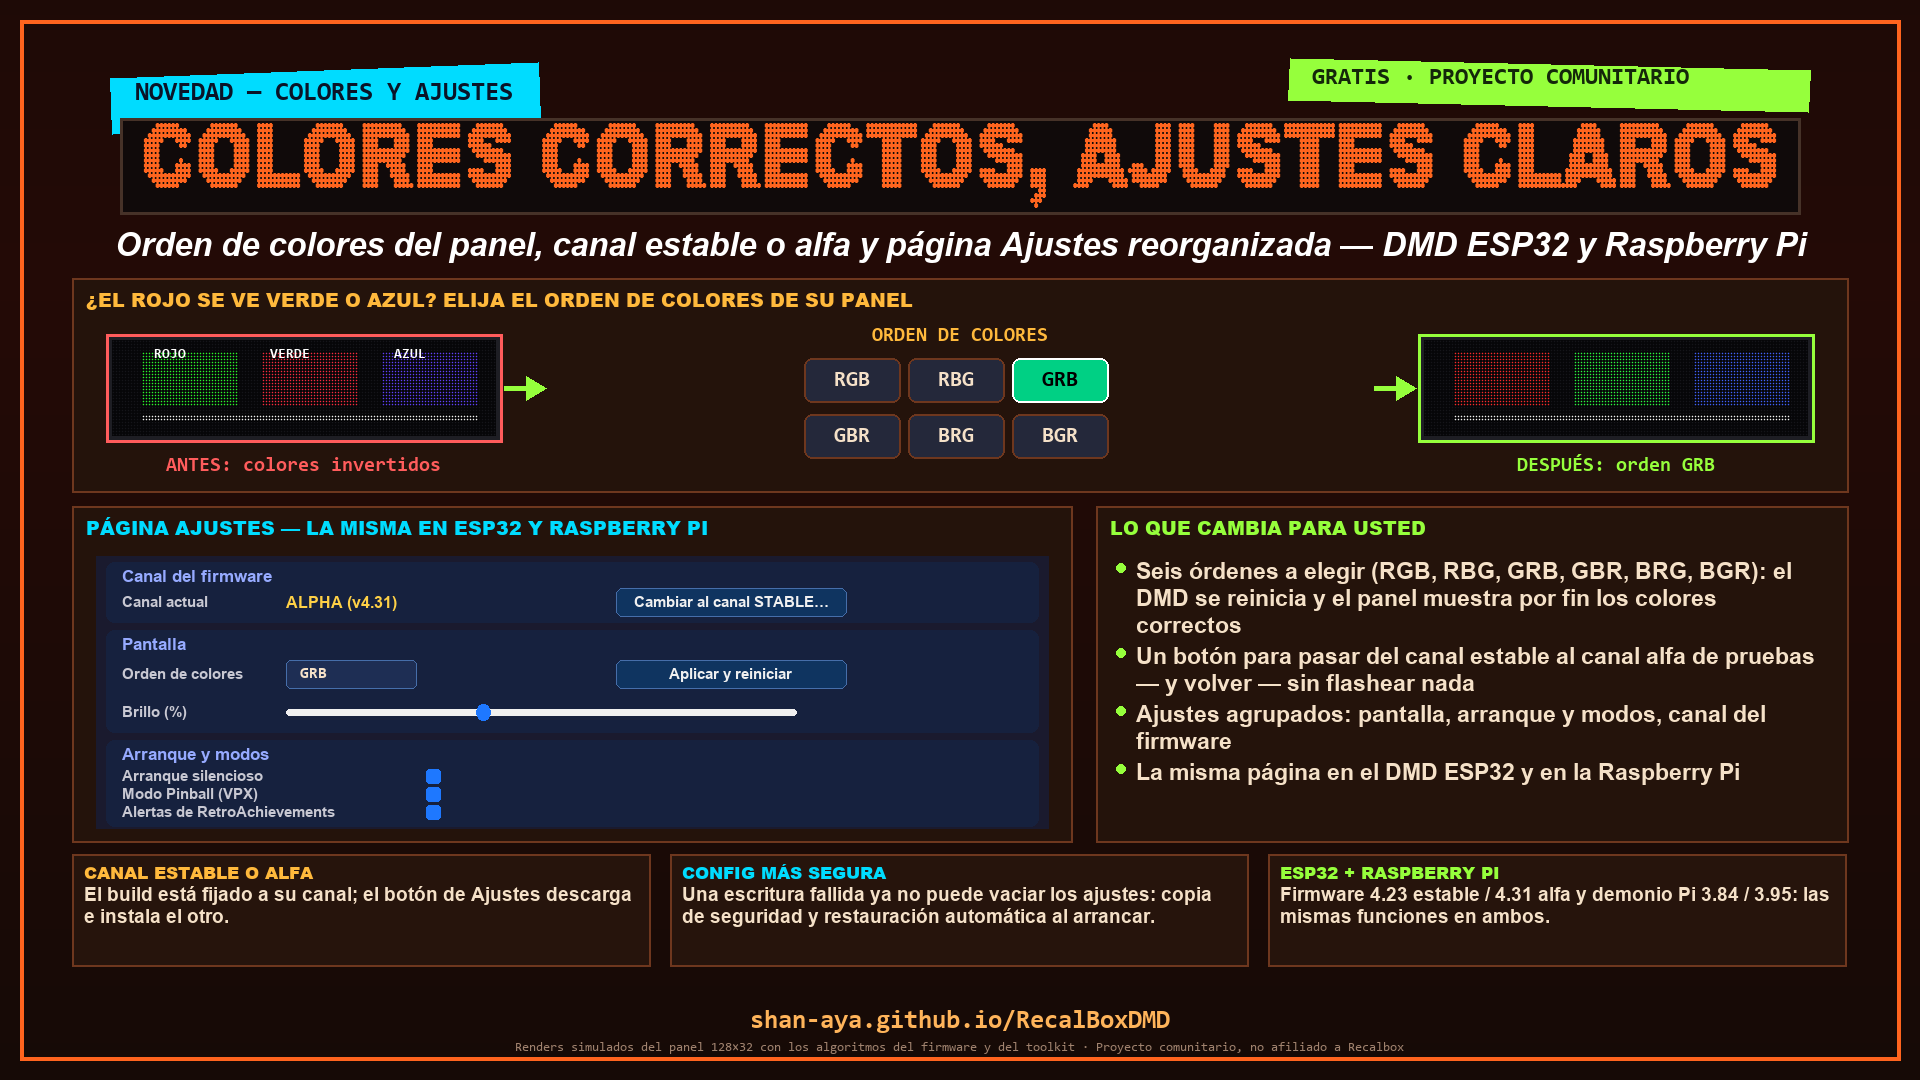 NOVEDAD — COLORES Y AJUSTES
GRATIS · PROYECTO COMUNITARIO
COLORES CORRECTOS, AJUSTES CLAROS
Orden de colores del panel, canal estable o alfa y página Ajustes reorganizada — DMD ESP32 y Raspberry Pi
¿EL ROJO SE VE VERDE O AZUL? ELIJA EL ORDEN DE COLORES DE SU PANEL
ROJO VERDE AZUL
ANTES: colores invertidos
ORDEN DE COLORES
RGB RBG GRB
GBR BRG BGR
DESPUÉS: orden GRB
PÁGINA AJUSTES — LA MISMA EN ESP32 Y RASPBERRY PI
Canal del firmware
Canal actual ALPHA (v4.31) Cambiar al canal STABLE...
Pantalla
Orden de colores GRB Aplicar y reiniciar
Brillo (%)
Arranque y modos
Arranque silencioso
Modo Pinball (VPX)
Alertas de RetroAchievements
LO QUE CAMBIA PARA USTED
Seis órdenes a elegir (RGB, RBG, GRB, GBR, BRG, BGR): el
DMD se reinicia y el panel muestra por fin los colores
correctos
Un botón para pasar del canal estable al canal alfa de pruebas
— y volver — sin flashear nada
Ajustes agrupados: pantalla, arranque y modos, canal del
firmware
La misma página en el DMD ESP32 y en la Raspberry Pi
CANAL ESTABLE O ALFA
El build está fijado a su canal; el botón de Ajustes descarga
e instala el otro.
CONFIG MÁS SEGURA
Una escritura fallida ya no puede vaciar los ajustes: copia
de seguridad y restauración automática al arrancar.
ESP32 + RASPBERRY PI
Firmware 4.23 estable / 4.31 alfa y demonio Pi 3.84 / 3.95: las
mismas funciones en ambos.
shan-aya.github.io/RecalBoxDMD
Renders simulados del panel 128×32 con los algoritmos del firmware y del toolkit · Proyecto comunitario, no afiliado a Recalbox